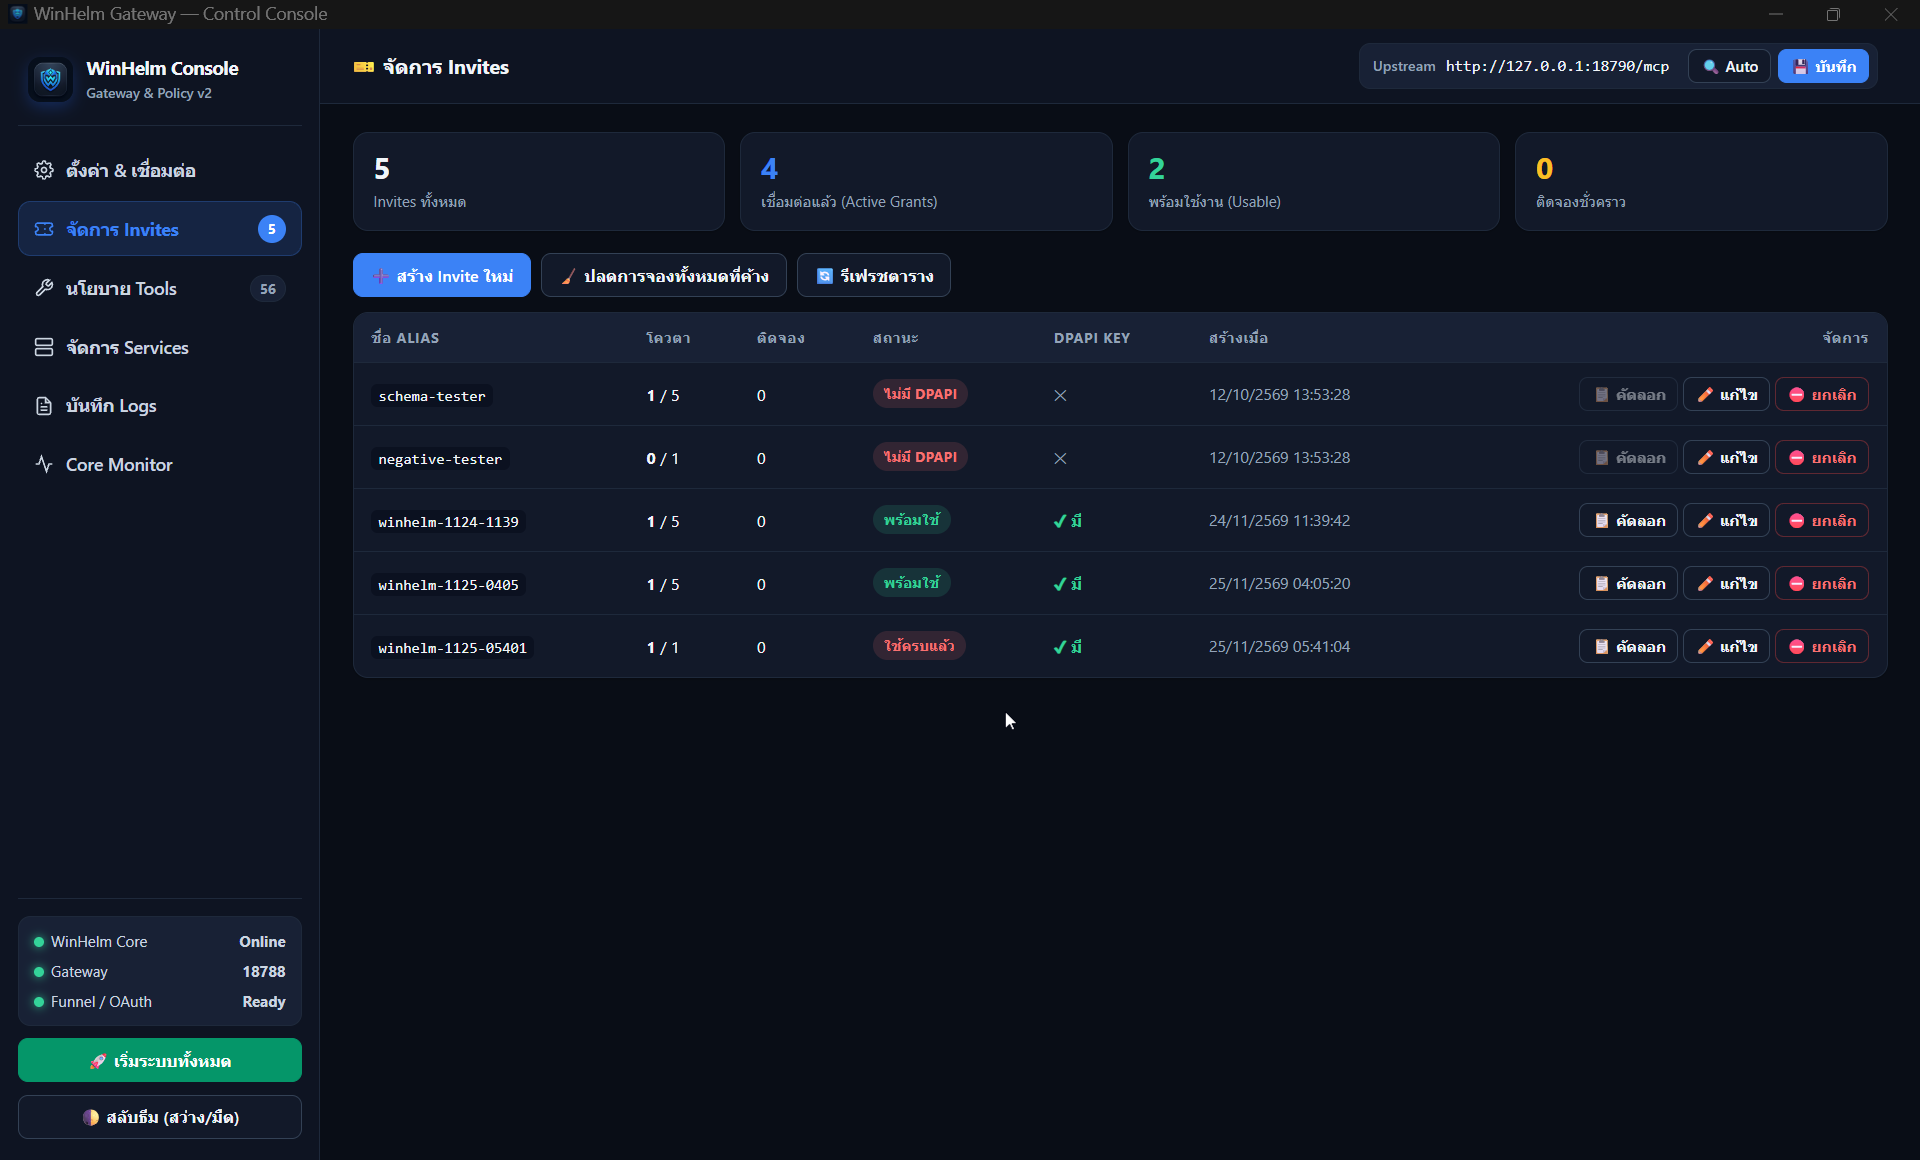 WinHelm Gateway — Control Console
WinHelm Console
Gateway & Policy v2
ตั้งค่า & เชื่อมต่อ
จัดการ Invites 5
นโยบาย Tools 56
จัดการ Services
บันทึก Logs
Core Monitor
WinHelm Core Online
Gateway 18788
Funnel / OAuth Ready
เริ่มระบบทั้งหมด
สลับธีม (สว่าง/มืด)
จัดการ Invites
Upstream http://127.0.0.1:18790/mcp Auto บันทึก
5
Invites ทั้งหมด
4
เชื่อมต่อแล้ว (Active Grants)
2
พร้อมใช้งาน (Usable)
0
ติดจองชั่วคราว
สร้าง Invite ใหม่ ปลดการจองทั้งหมดที่ค้าง รีเฟรชตาราง
ชื่อ ALIAS โควตา ติดจอง สถานะ DPAPI KEY สร้างเมื่อ จัดการ
schema-tester 1 / 5 0 ไม่มี DPAPI ✕ 12/10/2569 13:53:28 คัดลอก แก้ไข ยกเลิก
negative-tester 0 / 1 0 ไม่มี DPAPI ✕ 12/10/2569 13:53:28 คัดลอก แก้ไข ยกเลิก
winhelm-1124-1139 1 / 5 0 พร้อมใช้ ✓ มี 24/11/2569 11:39:42 คัดลอก แก้ไข ยกเลิก
winhelm-1125-0405 1 / 5 0 พร้อมใช้ ✓ มี 25/11/2569 04:05:20 คัดลอก แก้ไข ยกเลิก
winhelm-1125-05401 1 / 1 0 ใช้ครบแล้ว ✓ มี 25/11/2569 05:41:04 คัดลอก แก้ไข ยกเลิก